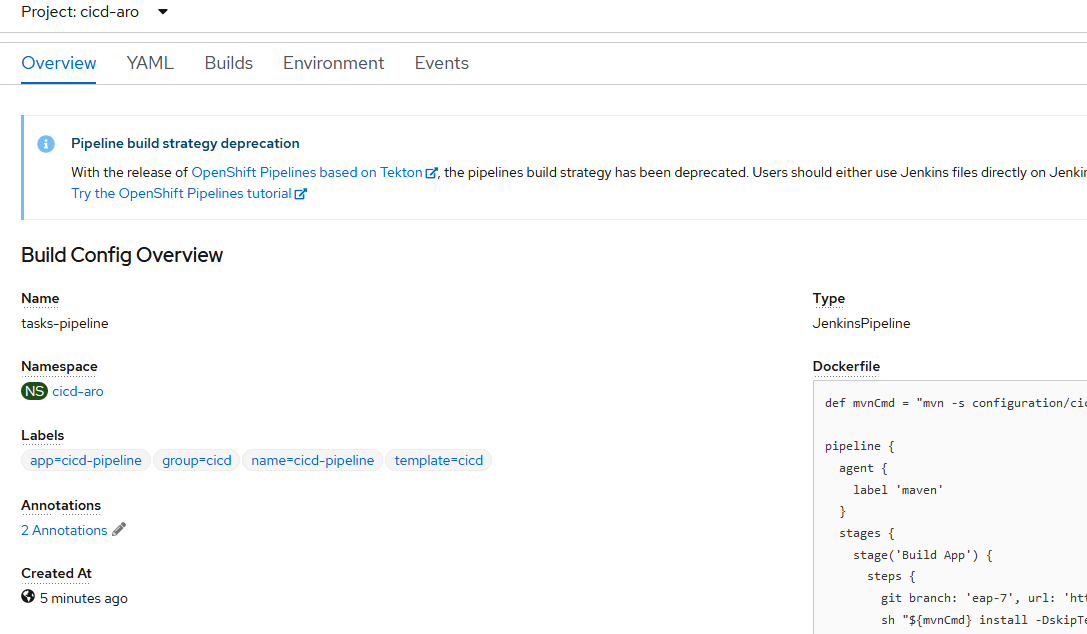 Project: cicd-aro
Overview YAML Builds Environment Events
Pipeline build strategy deprecation
With the release of OpenShift Pipelines based on Tekton, the pipelines build strategy has been deprecated. Users should either use Jenkins files directly on Jenkin
Try the OpenShift Pipelines tutorial
Build Config Overview
Name
tasks-pipeline
Namespace
NS cicd-aro
Labels
app=cicd-pipeline group=cicd name=cicd-pipeline template=cicd
Annotations
2 Annotations
Created At
5 minutes ago
Type
JenkinsPipeline
Dockerfile
def mvnCmd = "mvn -s configuration/cic
pipeline {
agent {
label 'maven'
}
stages {
stage('Build App') {
steps {
git branch: 'eap-7', url: 'htt
sh "${mvnCmd} install -DskipTe